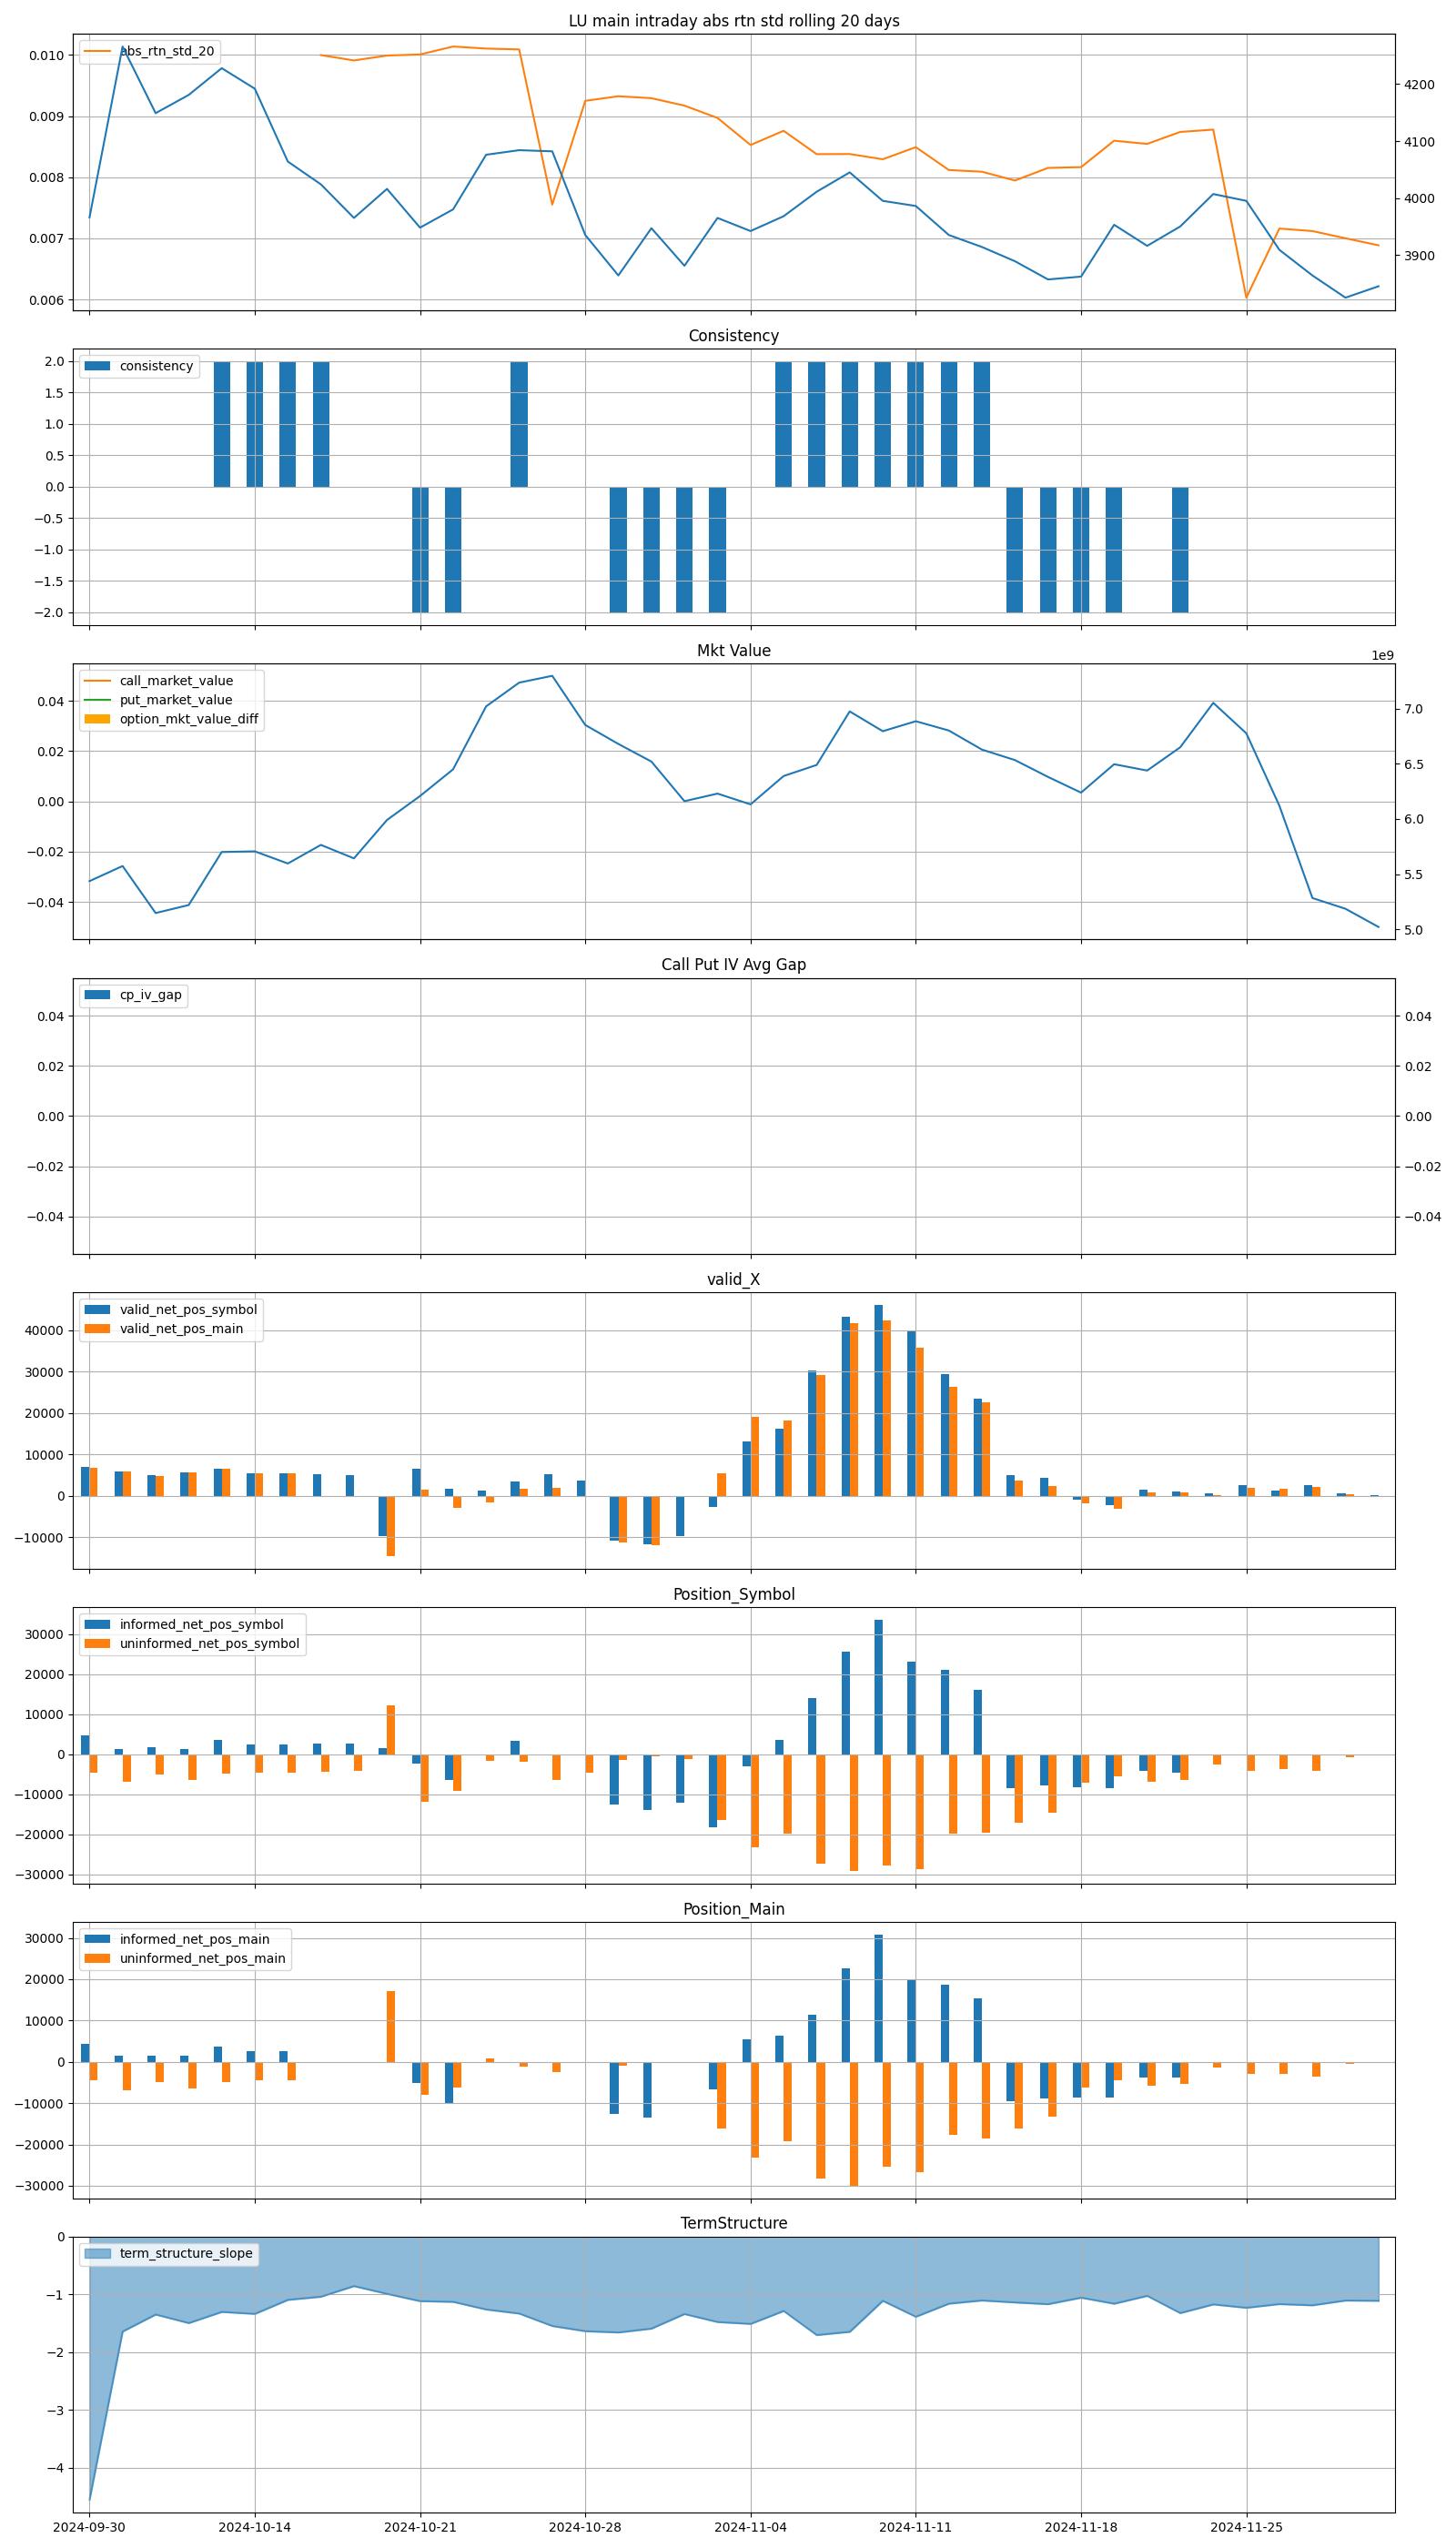 LU main intraday abs rtn std rolling 20 days
abs_rtn_std_20
0.010
0.009
0.008
0.007
0.006
4200
4100
4000
3900
Consistency
consistency
2.0
1.5
1.0
0.5
0.0
−0.5
−1.0
−1.5
−2.0
Mkt Value
1e9
call_market_value
put_market_value
option_mkt_value_diff
0.04
0.02
0.00
−0.02
−0.04
7.0
6.5
6.0
5.5
5.0
Call Put IV Avg Gap
cp_iv_gap
0.04
0.02
0.00
−0.02
−0.04
0.04
0.02
0.00
−0.02
−0.04
valid_X
valid_net_pos_symbol
valid_net_pos_main
40000
30000
20000
10000
0
−10000
Position_Symbol
informed_net_pos_symbol
uninformed_net_pos_symbol
30000
20000
10000
0
−10000
−20000
−30000
Position_Main
informed_net_pos_main
uninformed_net_pos_main
30000
20000
10000
0
−10000
−20000
−30000
TermStructure
term_structure_slope
0
−1
−2
−3
−4
2024-09-30 2024-10-14 2024-10-21 2024-10-28 2024-11-04 2024-11-11 2024-11-18 2024-11-25